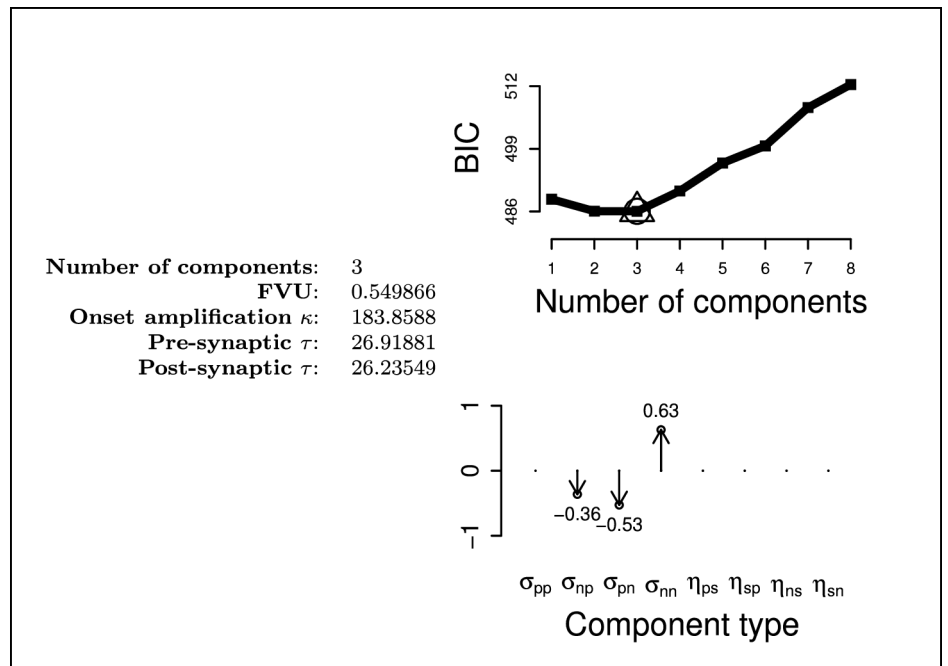 512
499
486
BIC
1 2 3 4 5 6 7 8
Number of components
Number of components: 3
FVU: 0.549866
Onset amplification κ: 183.8588
Pre-synaptic τ: 26.91881
Post-synaptic τ: 26.23549
1
0
−1
0.63
−0.36
−0.53
σpp σnp σpn σnn ηps ηsp ηns ηsn
Component type